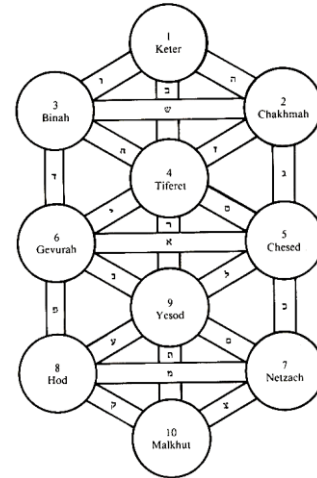 1
Keter
ו
ה
ב
3
Binah
ש
2
Chakhmah
ז
4
Tiferet
ד
י
ר
6
Gevurah
א
5
Chesed
נ
ל
9
Yesod
פ
כ
ע
ס
ת
8
Hod
מ
7
Netzach
ק
צ
10
Malkhut